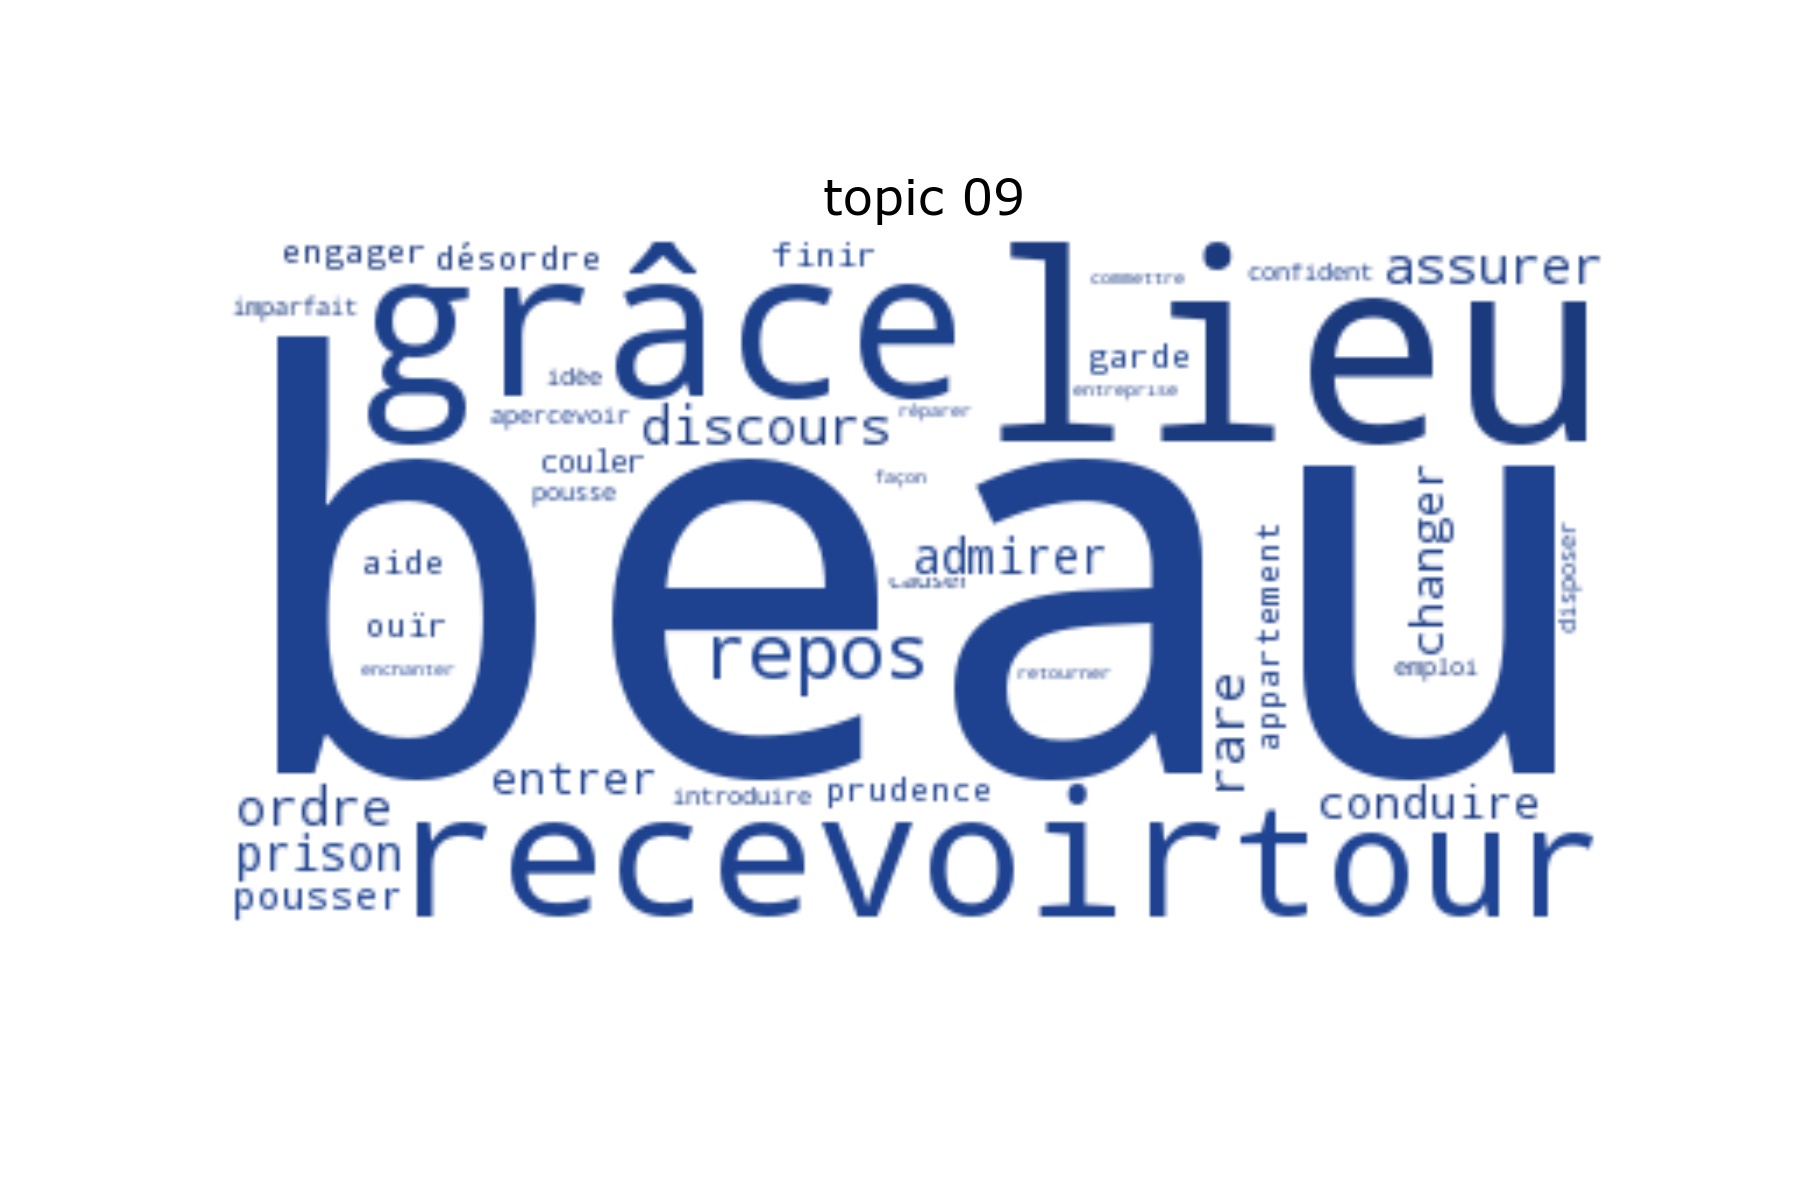 topic 09
engager
désordre
finir
commettre
confident
assurer
imparfait
grâce
lieu
garde
idée
entreprise
apercevoir
discours
réparer
couler
pousse
façon
beau
changer
disposer
appartement
aide
admirer
causer
ouïr
repos
enchanter
retourner
emploi
rare
entrer
introduire
prudence
conduire
ordre
prison
pousser
recevoir
tour